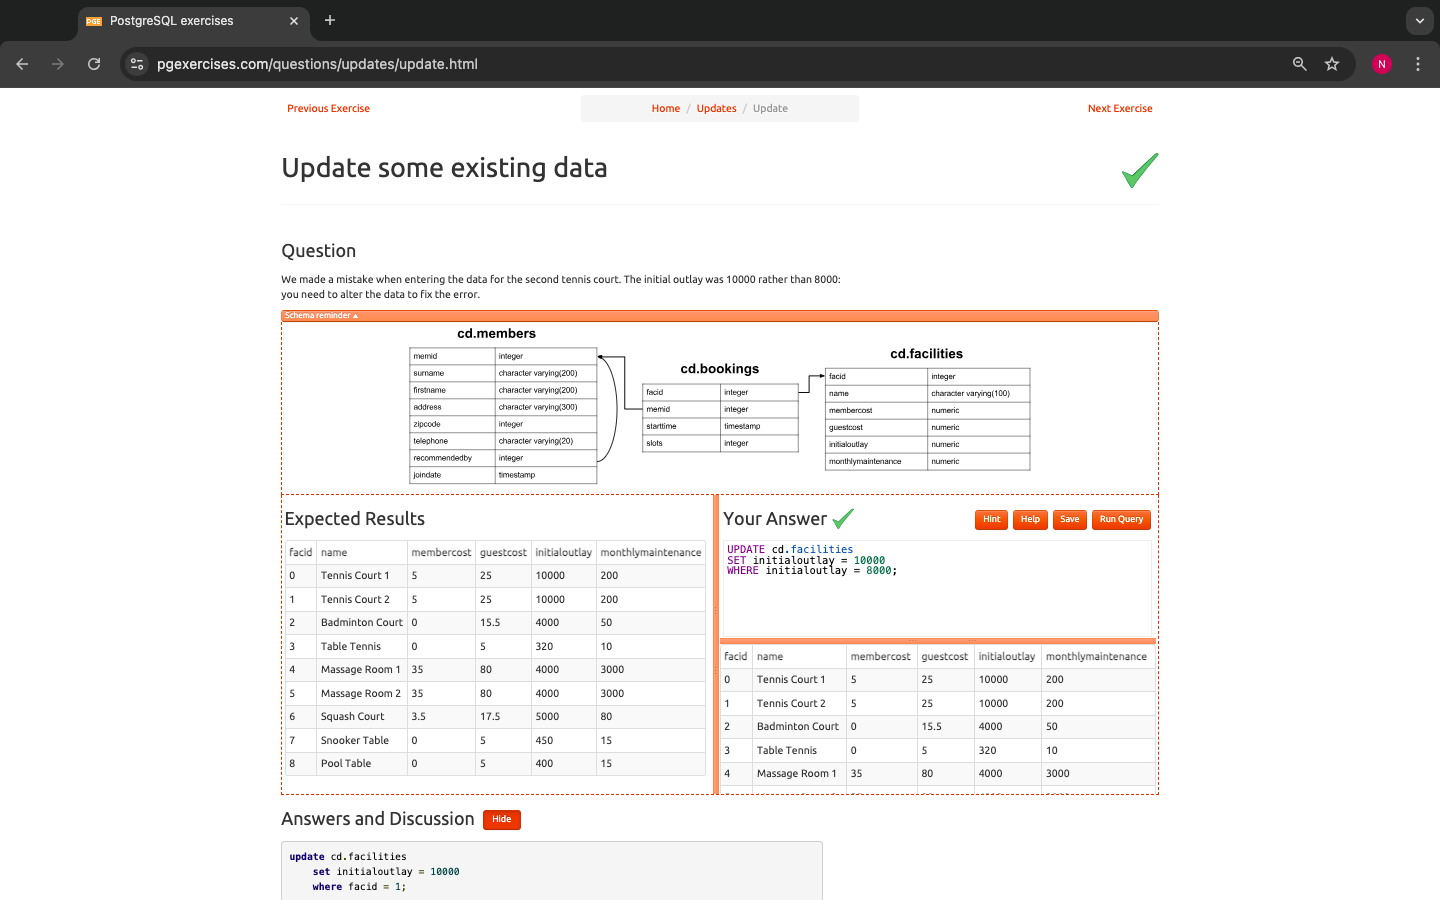 PGE PostgreSQL exercises
pgexercises.com/questions/updates/update.html
N
Previous Exercise
Home / Updates / Update
Next Exercise
Update some existing data
Question
We made a mistake when entering the data for the second tennis court. The initial outlay was 10000 rather than 8000:
you need to alter the data to fix the error.
Schema reminder
cd.members
memid integer
surname character varying(200)
firstname character varying(200)
address character varying(300)
zipcode integer
telephone character varying(20)
recommendedby integer
joindate timestamp
cd.bookings
facid integer
memid integer
starttime timestamp
slots integer
cd.facilities
facid integer
name character varying(100)
membercost numeric
guestcost numeric
initialoutlay numeric
monthlymaintenance numeric
Expected Results
facid name membercost guestcost initialoutlay monthlymaintenance
0 Tennis Court 1 5 25 10000 200
1 Tennis Court 2 5 25 10000 200
2 Badminton Court 0 15.5 4000 50
3 Table Tennis 0 5 320 10
4 Massage Room 1 35 80 4000 3000
5 Massage Room 2 35 80 4000 3000
6 Squash Court 3.5 17.5 5000 80
7 Snooker Table 0 5 450 15
8 Pool Table 0 5 400 15
Your Answer
Hint Help Save Run Query
UPDATE cd.facilities
SET initialoutlay = 10000
WHERE initialoutlay = 8000;
facid name membercost guestcost initialoutlay monthlymaintenance
0 Tennis Court 1 5 25 10000 200
1 Tennis Court 2 5 25 10000 200
2 Badminton Court 0 15.5 4000 50
3 Table Tennis 0 5 320 10
4 Massage Room 1 35 80 4000 3000
Answers and Discussion Hide
update cd.facilities
set initialoutlay = 10000
where facid = 1;